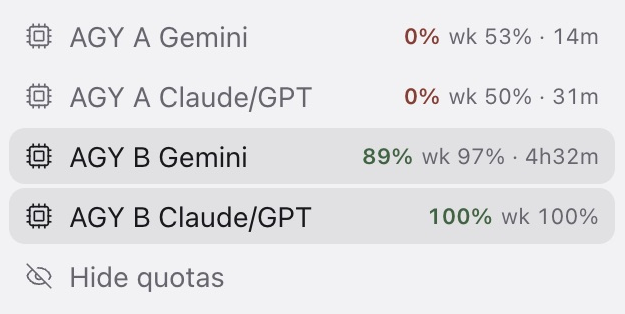 AGY A Gemini 0% wk 53% · 14m
AGY A Claude/GPT 0% wk 50% · 31m
AGY B Gemini 89% wk 97% · 4h32m
AGY B Claude/GPT 100% wk 100%
Hide quotas